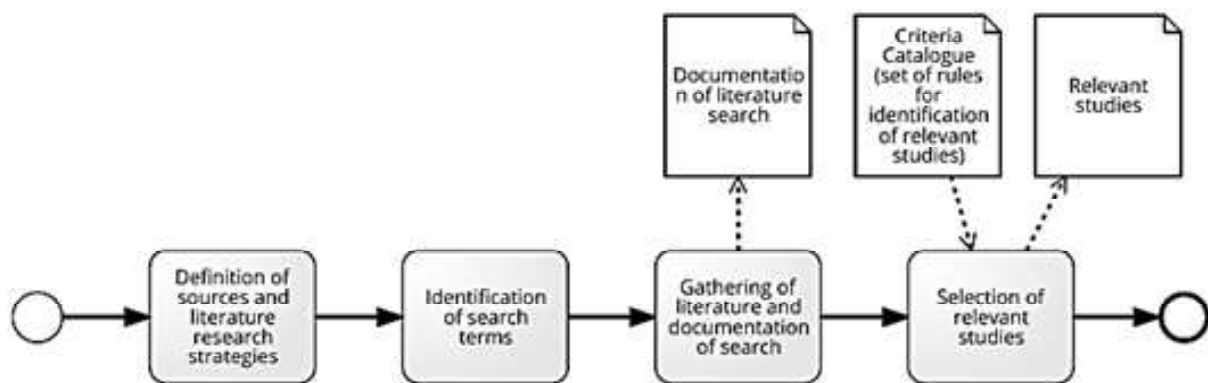 Documentatio
n of literature
search
Criteria
Catalogue
(set of rules
for
identification
of relevant
studies)
Relevant
studies
Definition of
sources and
literature
research
strategies
Identification
of search
terms
Gathering of
literature and
documentation
of search
Selection of
relevant
studies